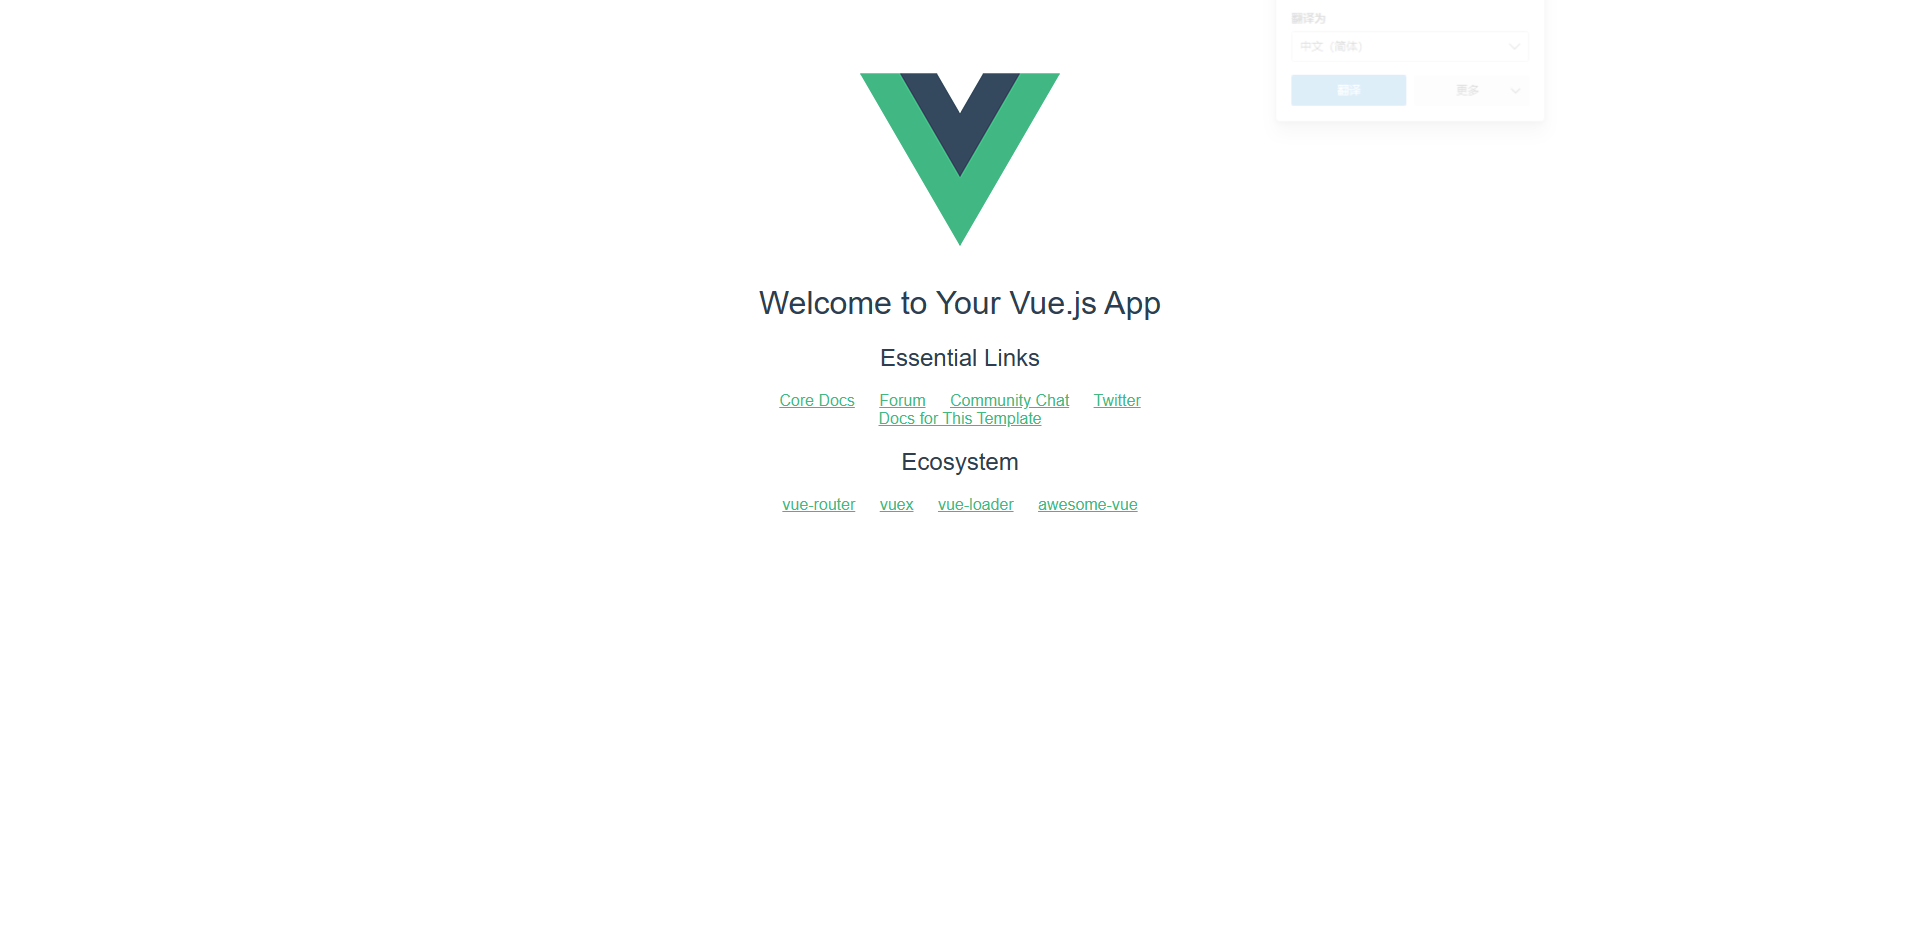 翻译为
中文（简体）
翻译 更多
Welcome to Your Vue.js App
Essential Links
Core Docs Forum Community Chat Twitter
Docs for This Template
Ecosystem
vue-router vuex vue-loader awesome-vue